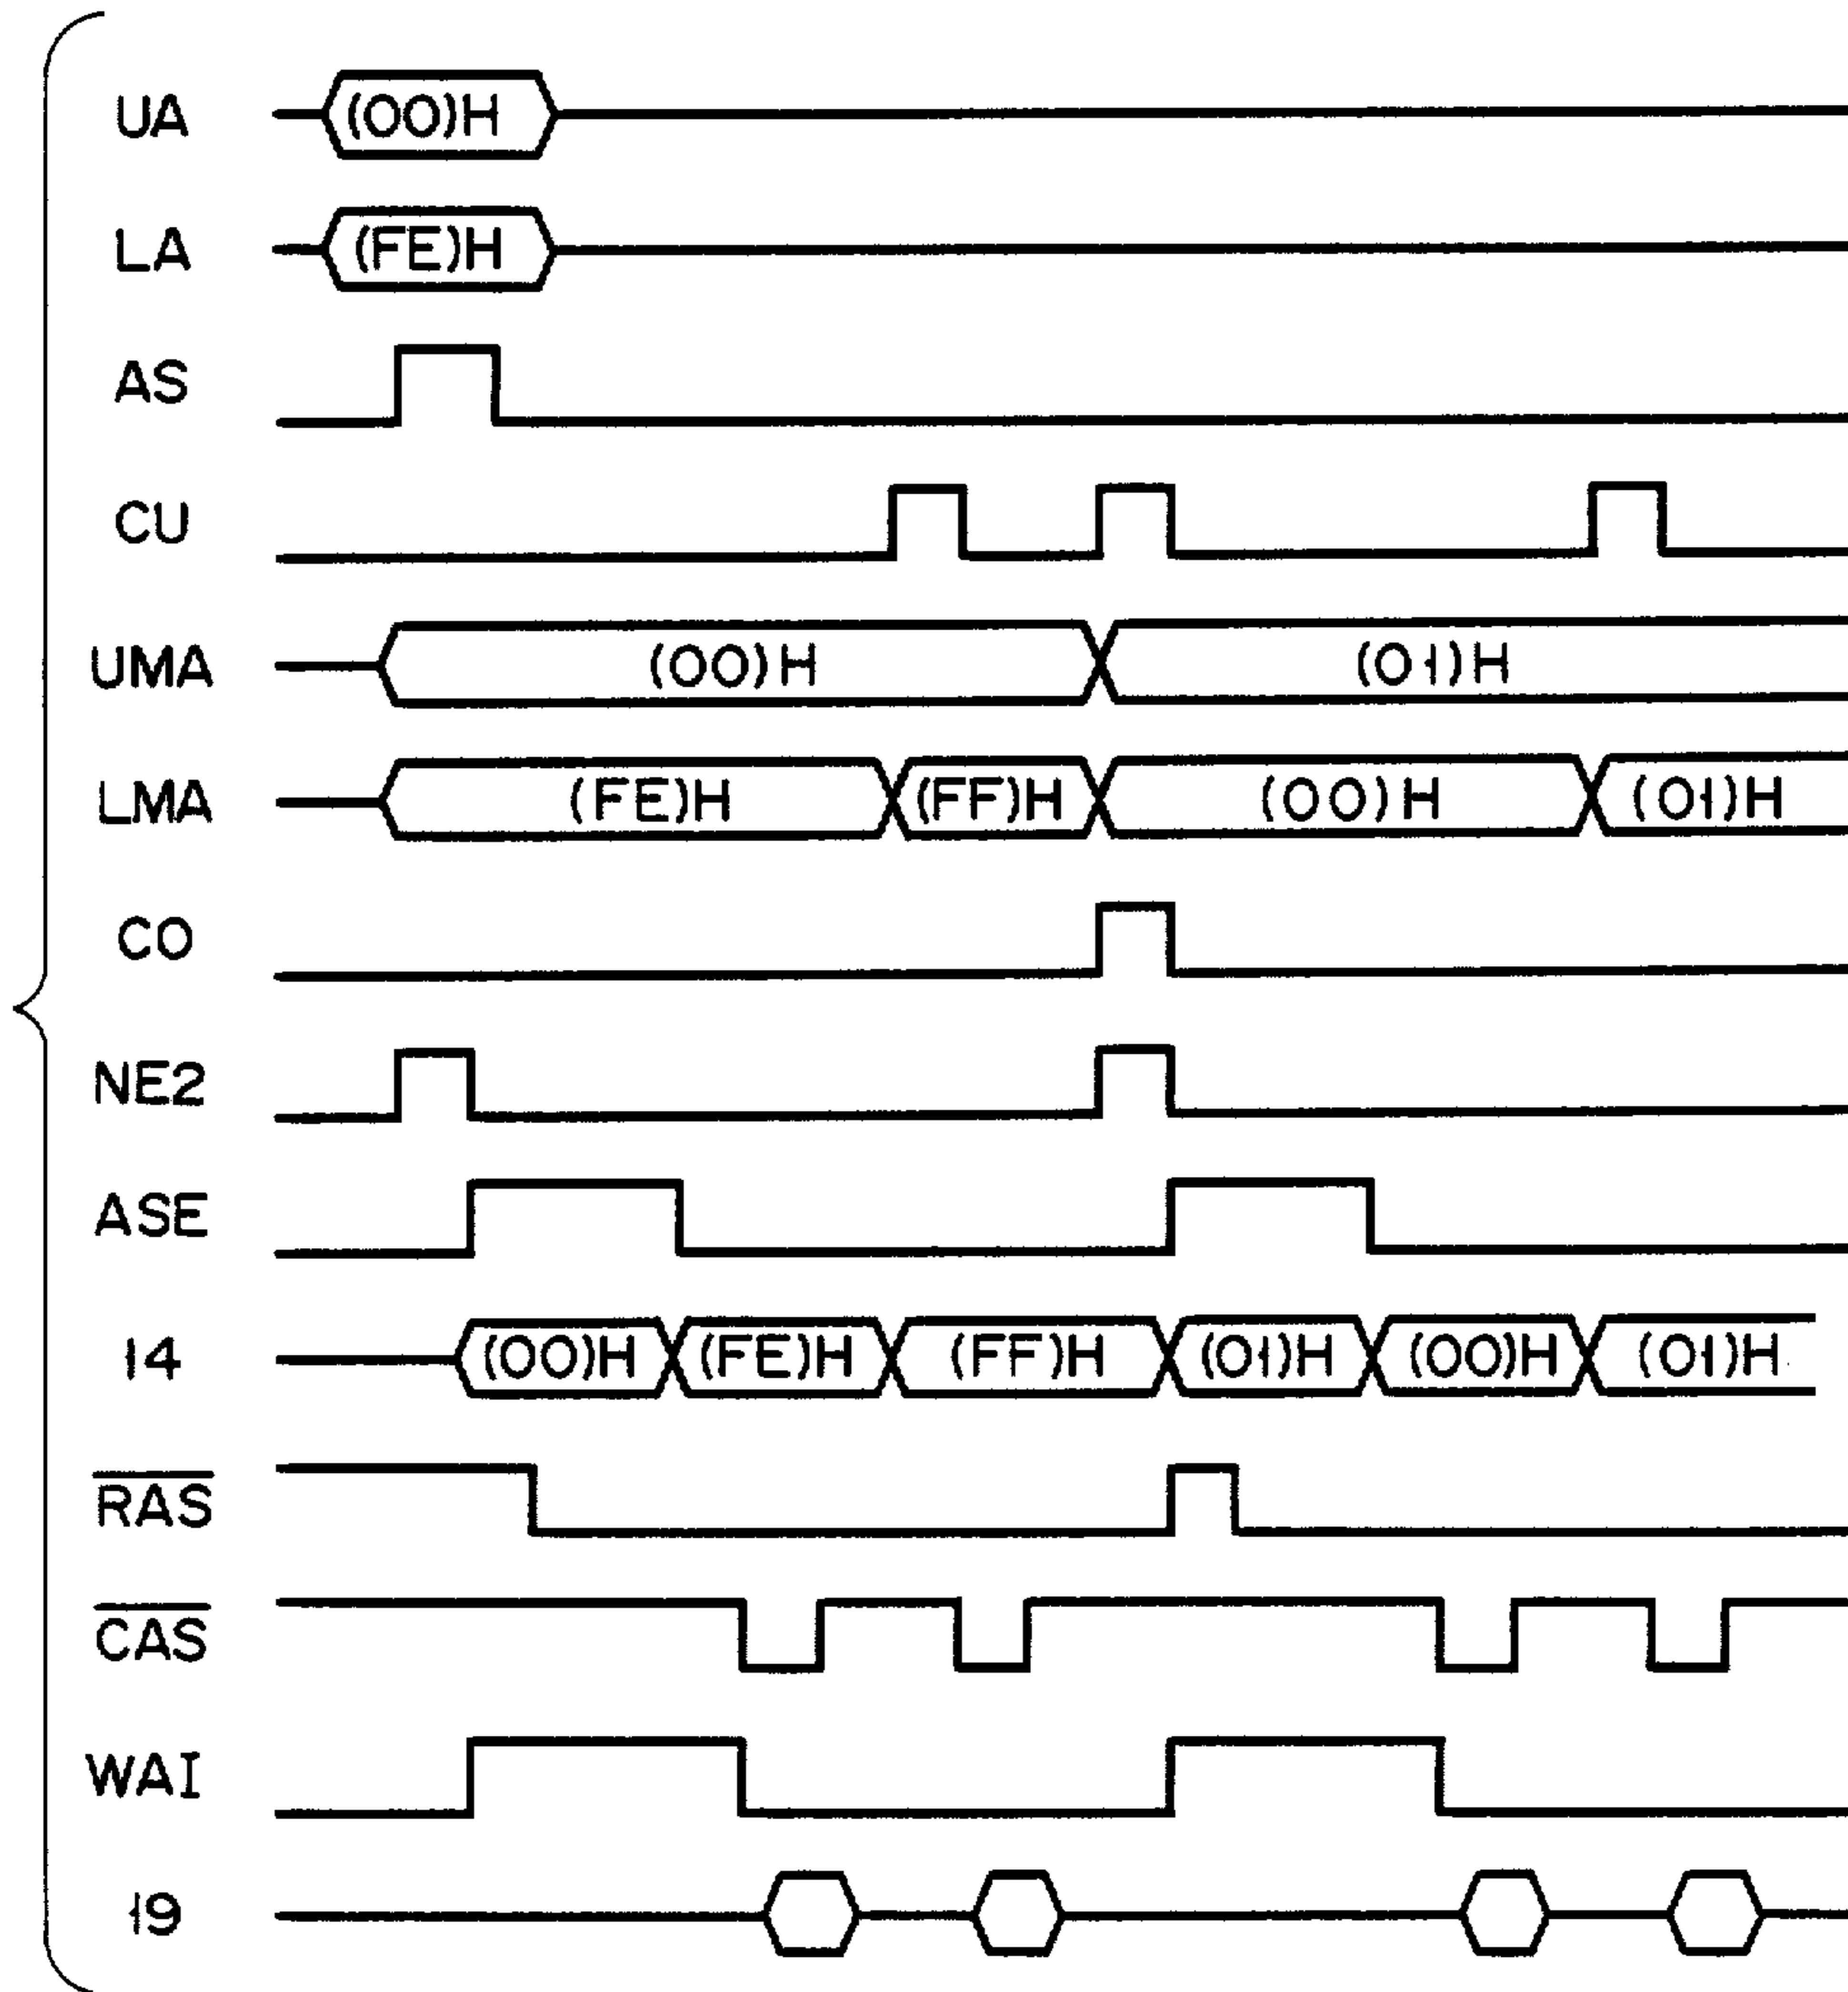 UA (00)H
LA (FE)H
AS
CU
UMA (00)H (01)H
LMA (FE)H (FF)H (00)H (01)H
CO
NE2
ASE
14 (00)H (FE)H (FF)H (01)H (00)H (01)H
RAS
CAS
WAI
19